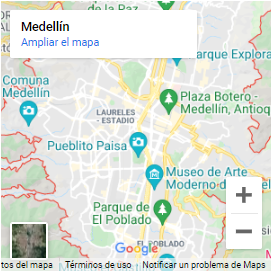 Medellín
Ampliar el mapa
Parque Explora
Comuna
Medellín
LAURELES
- ESTADIO
Plaza Botero -
Medellín, Antioq
Pueblito Paisa
Museo de Arte
Moderno de
Parque de
El Poblado
EL POBLADO
Google
tos del mapa
Términos de uso
Notificar un problema de Maps